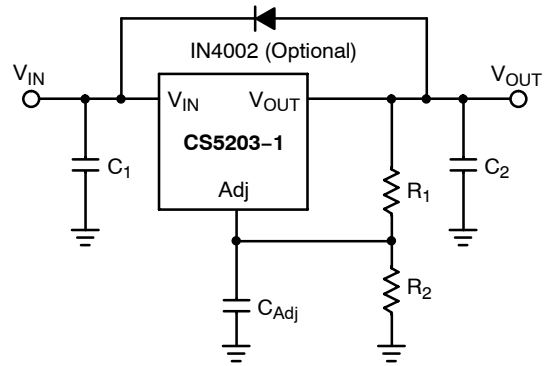 IN4002 (Optional)
VIN
VOUT
VIN
VOUT
CS5203−1
C1
C2
Adj
R1
R2
CAdj